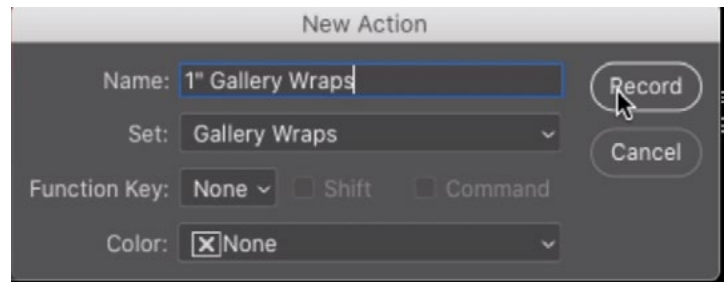 New Action
Name: 1" Gallery Wraps Record
Set: Gallery Wraps
Cancel
Function Key: None Shift Command
Color: None